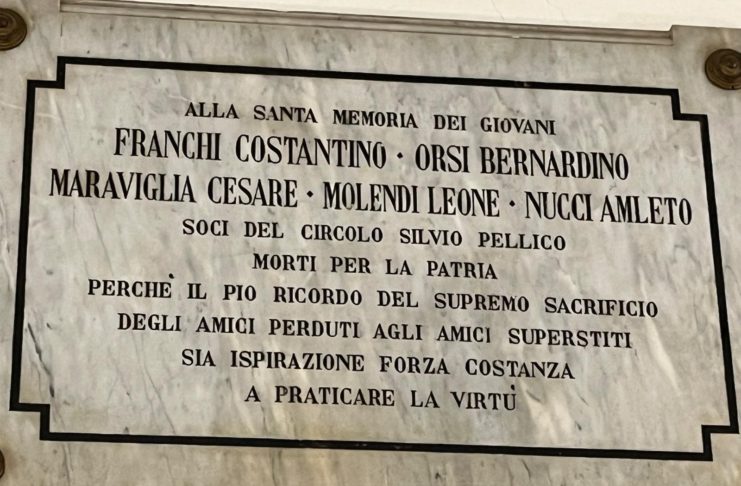 ALLA SANTA MEMORIA DEI GIOVANI
FRANCHI COSTANTINO · ORSI BERNARDINO
MARAVIGLIA CESARE · MOLENDI LEONE · NUCCI AMLETO
SOCI DEL CIRCOLO SILVIO PELLICO
MORTI PER LA PATRIA
PERCHÈ IL PIO RICORDO DEL SUPREMO SACRIFICIO
DEGLI AMICI PERDUTI AGLI AMICI SUPERSTITI
SIA ISPIRAZIONE FORZA COSTANZA
A PRATICARE LA VIRTÙ